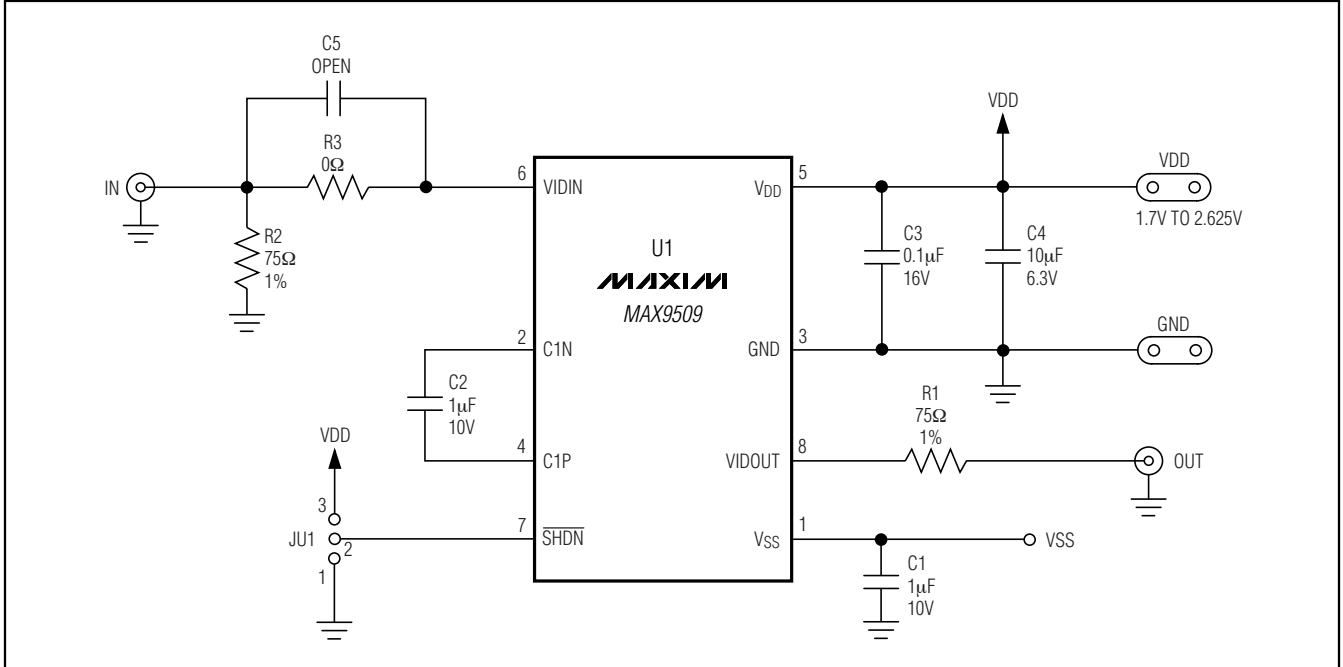 C5
OPEN
R3
0Ω
IN
R2
75Ω
1%
6
VIDIN
2
C1N
C2
1µF
10V
4
C1P
VDD
3
JU1
2
1
7
SHDN
U1
MAXIM
MAX9509
5
VDD
VDD
VDD
1.7V TO 2.625V
C3
0.1µF
16V
C4
10µF
6.3V
3
GND
GND
R1
75Ω
1%
8
VIDOUT
OUT
1
VSS
VSS
C1
1µF
10V